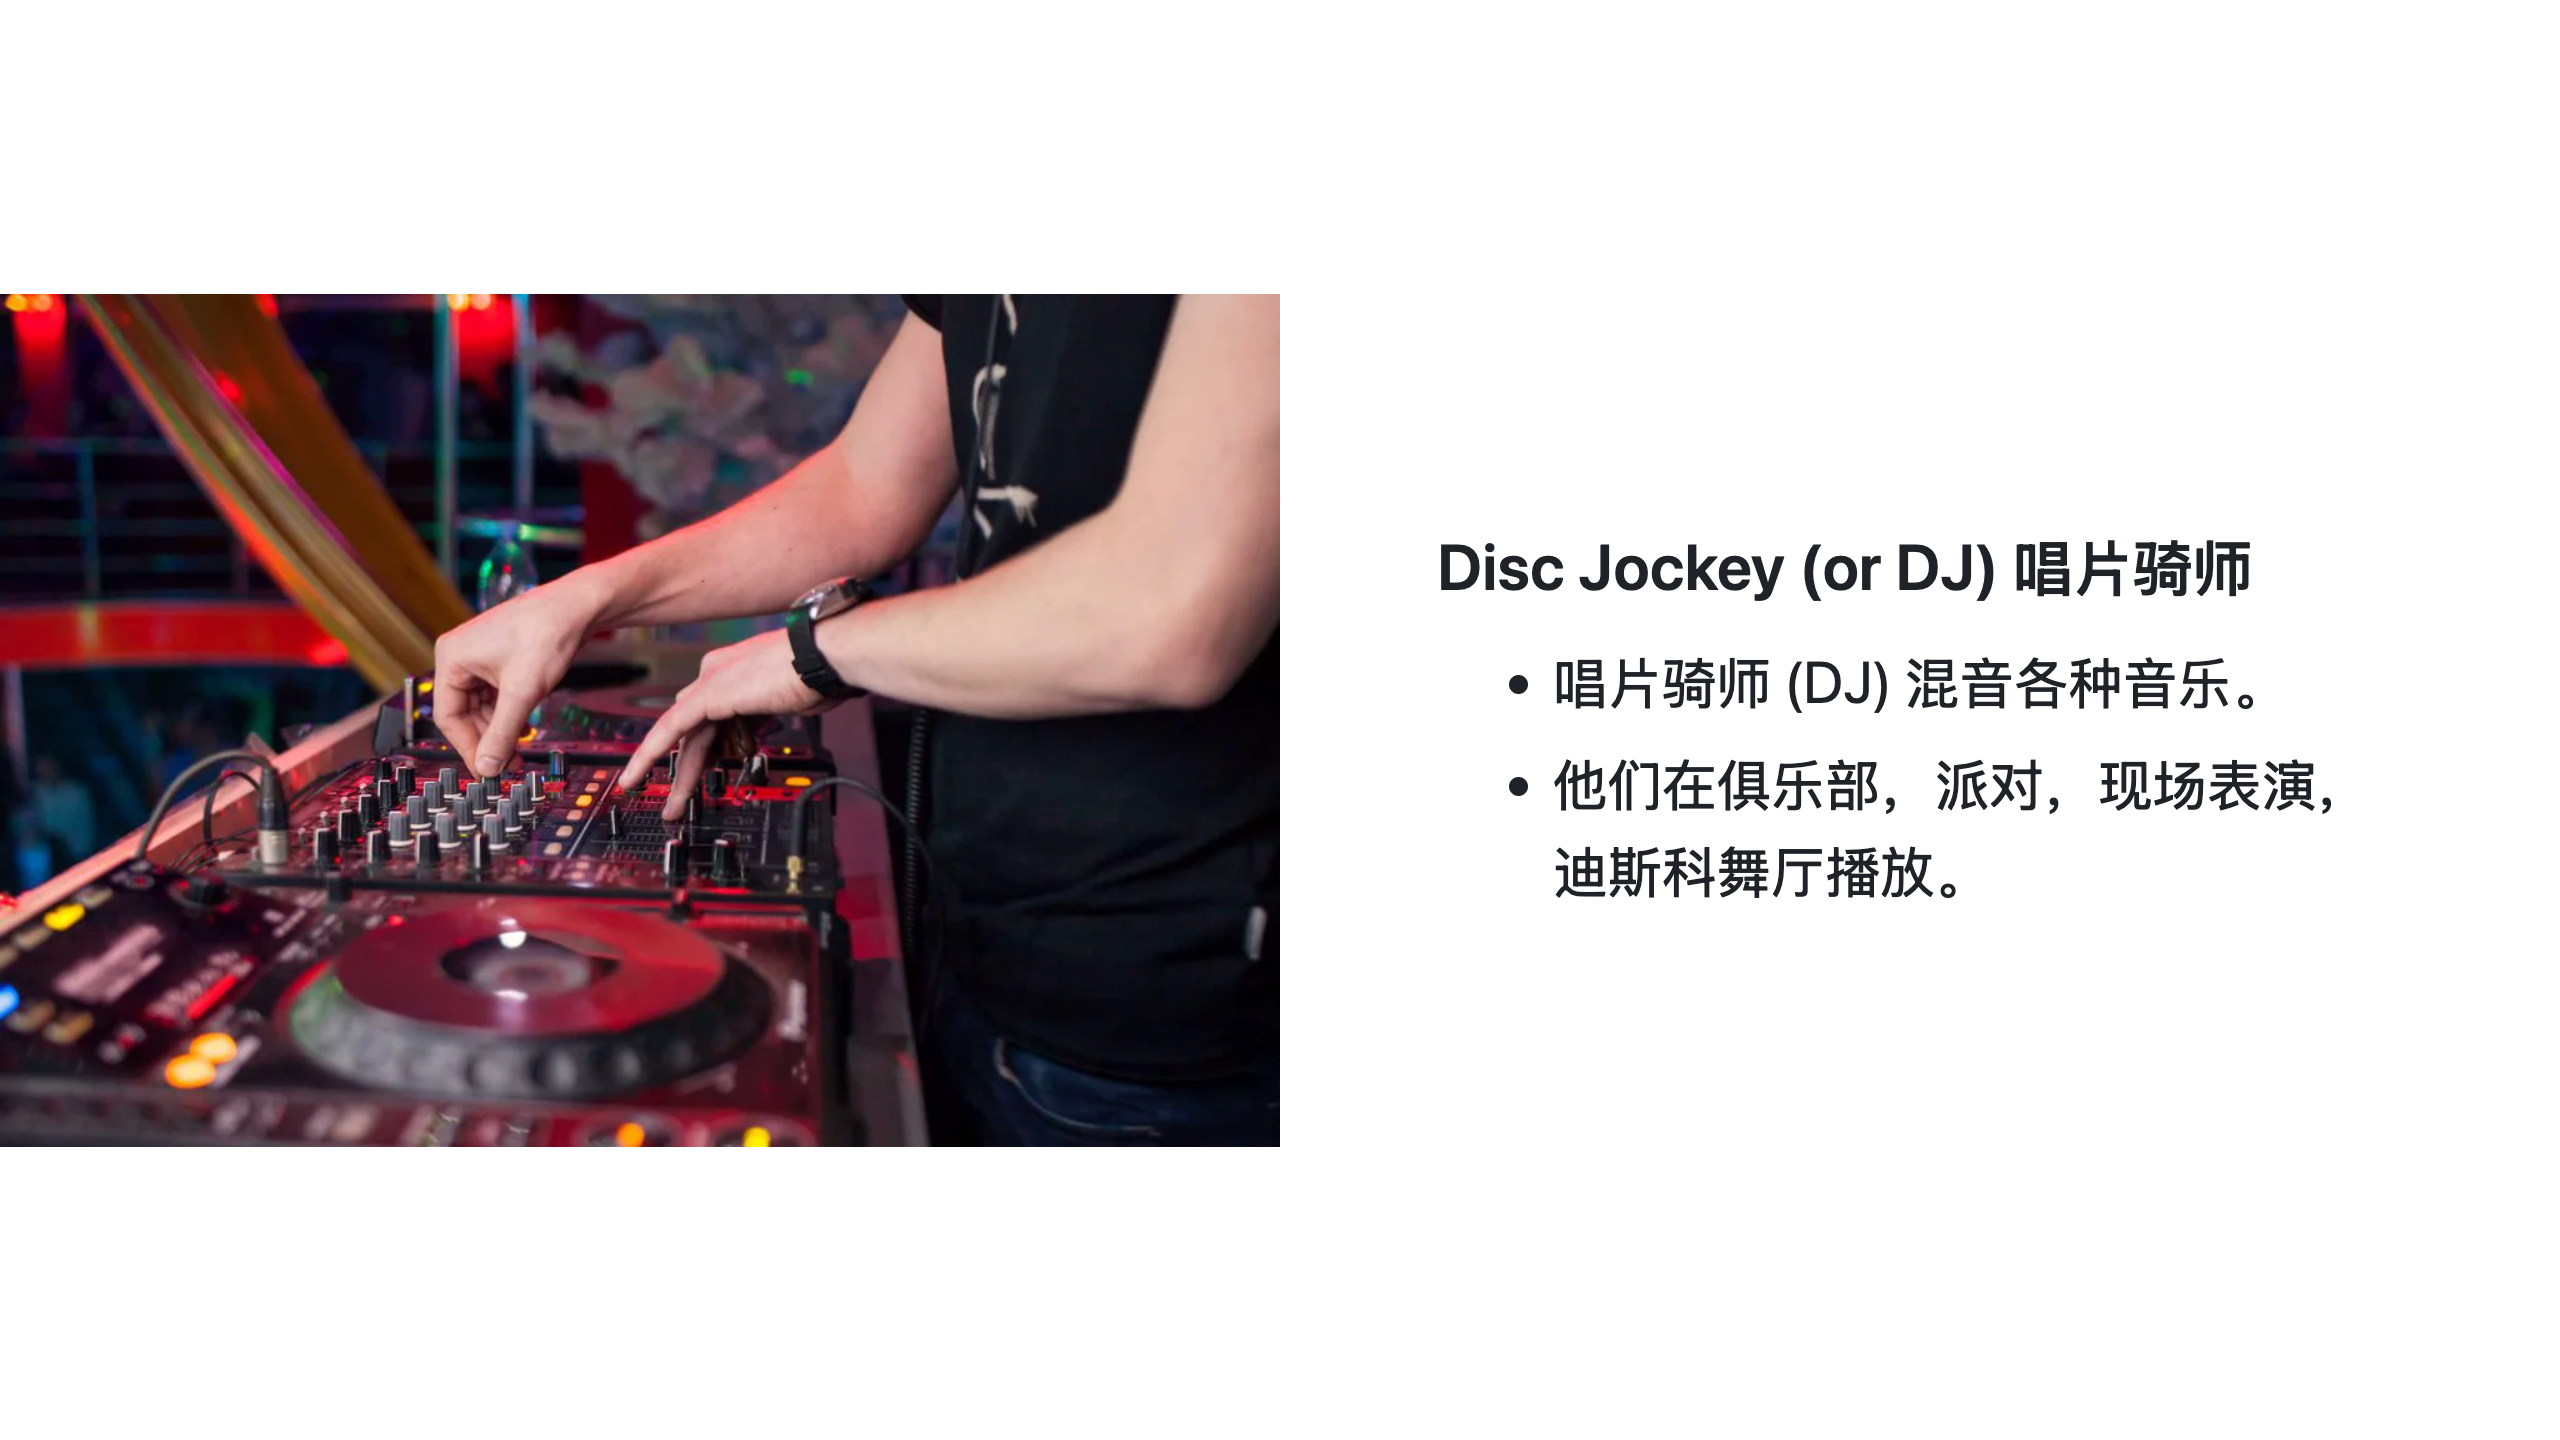 Disc Jockey (or DJ) 唱片骑师
• 唱片骑师 (DJ) 混音各种音乐。
• 他们在俱乐部，派对，现场表演，
迪斯科舞厅播放。